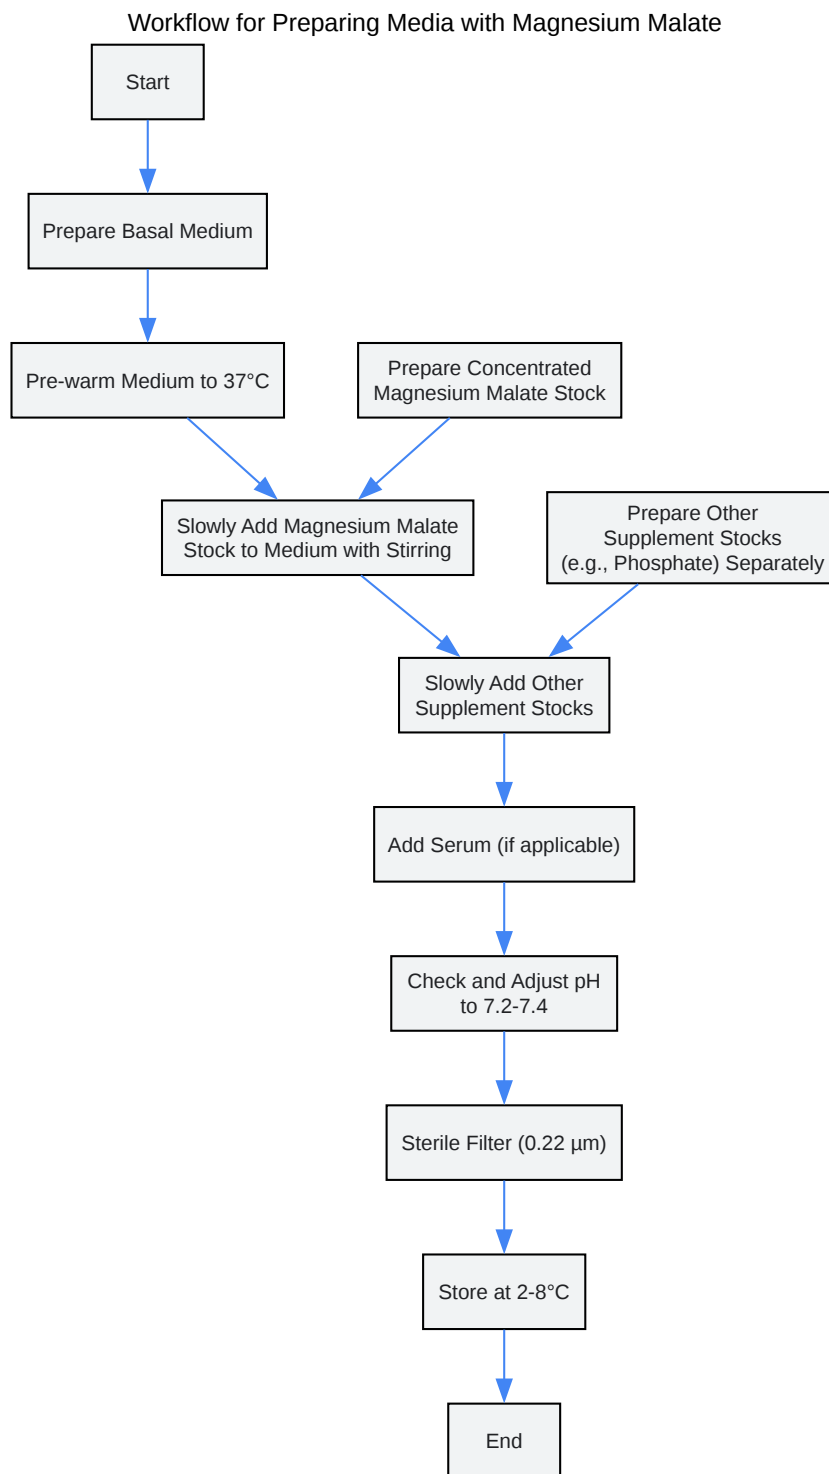 Workflow for Preparing Media with Magnesium Malate
Start
Prepare Basal Medium
Pre-warm Medium to 37°C
Prepare Concentrated
Magnesium Malate Stock
Slowly Add Magnesium Malate
Stock to Medium with Stirring
Prepare Other
Supplement Stocks
(e.g., Phosphate) Separately
Slowly Add Other
Supplement Stocks
Add Serum (if applicable)
Check and Adjust pH
to 7.2-7.4
Sterile Filter (0.22 µm)
Store at 2-8°C
End